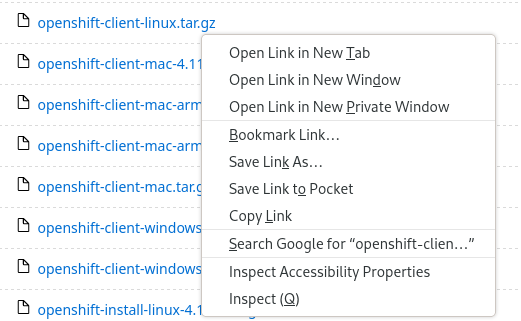 openshift-client-linux.tar.gz
openshift-client-mac-4.11
openshift-client-mac-arm
openshift-client-mac-arm
openshift-client-mac.tar.g
openshift-client-windows
openshift-client-windows
openshift-install-linux-4.1
Open Link in New Tab
Open Link in New Window
Open Link in New Private Window
Bookmark Link…
Save Link As…
Save Link to Pocket
Copy Link
Search Google for “openshift-clien…”
Inspect Accessibility Properties
Inspect (Q)